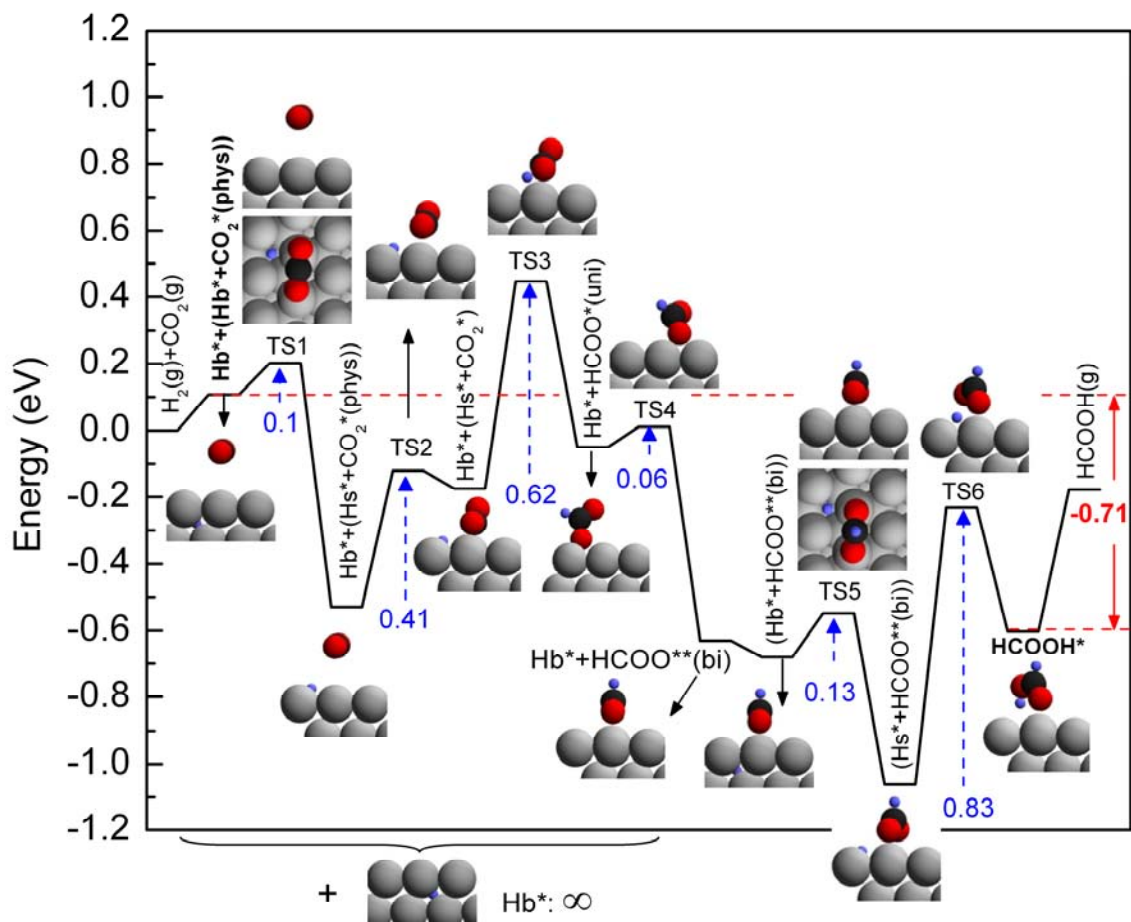 1.2
1.0
0.8
0.6
0.4
0.2
0.0
-0.2
-0.4
-0.6
-0.8
-1.0
-1.2
Energy (eV)
H2(g)+CO2(g)
Hb*+(Hb*+CO2*(phys))
TS1
0.1
Hb*+(Hs*+CO2*(phys))
TS2
0.41
Hb*+(Hs*+CO2*)
TS3
0.62
Hb*+HCOO*(uni)
TS4
0.06
Hb*+HCOO**(bi)
(Hb*+HCOO**(bi))
TS5
0.13
(Hs*+HCOO**(bi))
TS6
0.83
HCOOH*
HCOOH(g)
-0.71
+
Hb*: ∞